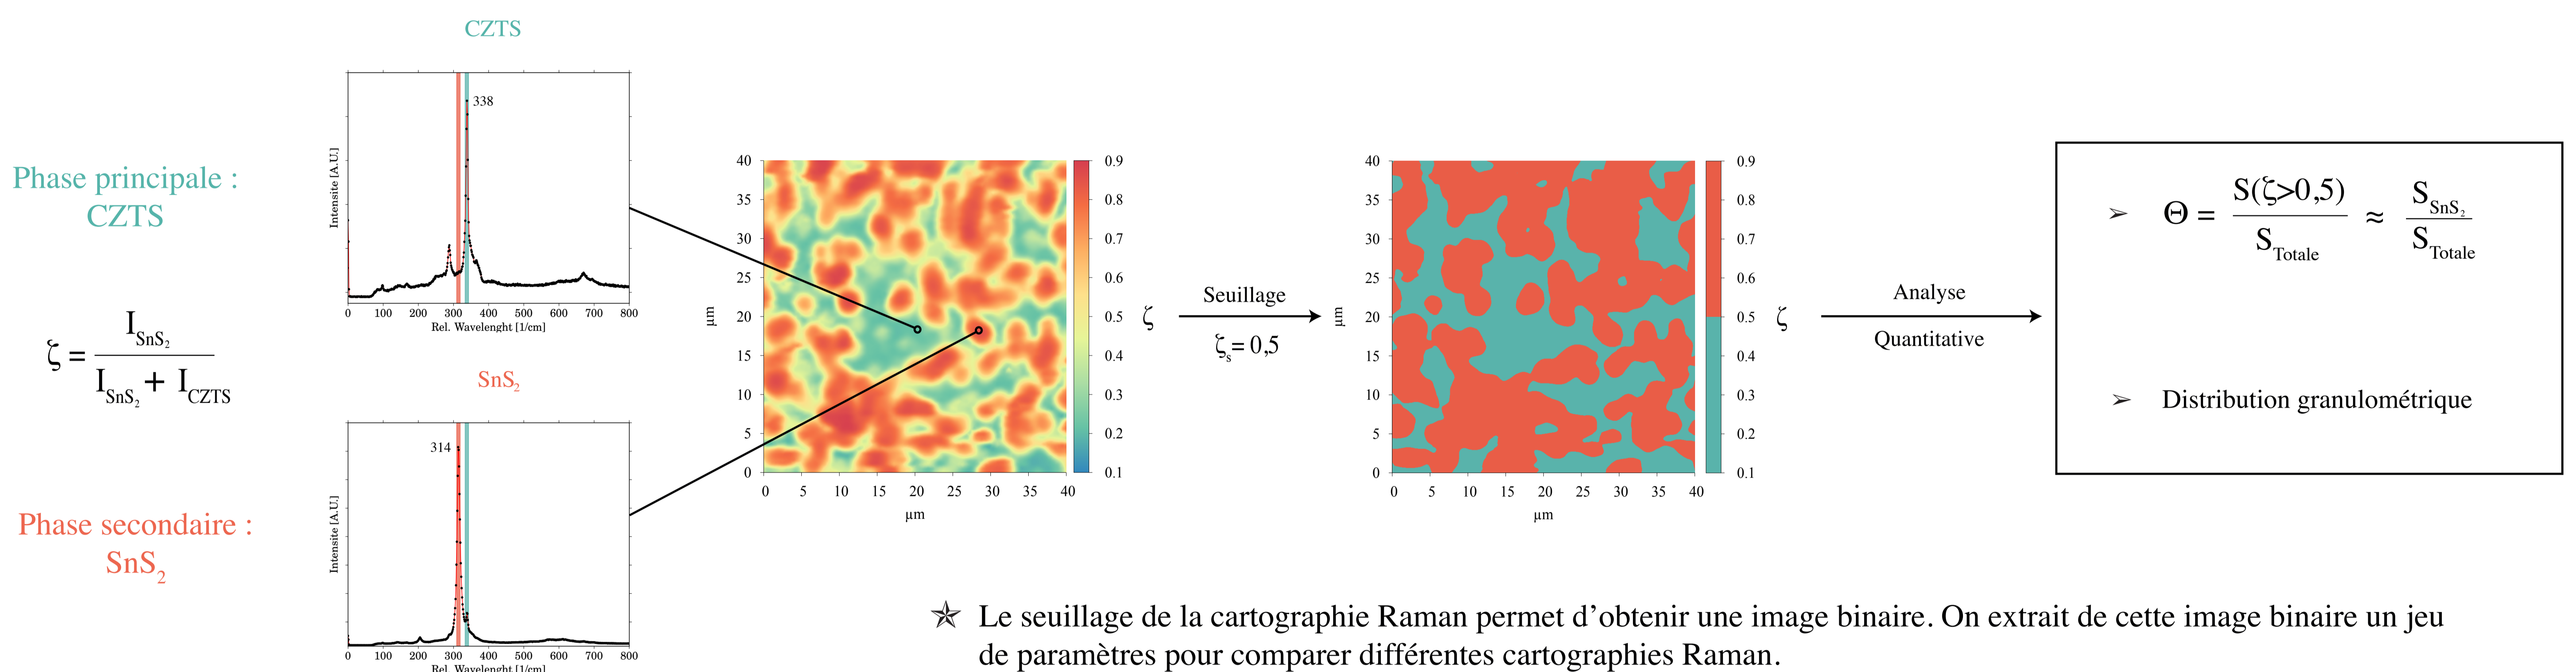 CZTS
338
Intensite [A.U.]
0 100 200 300 400 500 600 700 800
Rel. Wavelenght [1/cm]
Phase principale :
CZTS
ζ = I_SnS₂ / (I_SnS₂ + I_CZTS)
SnS₂
314
Intensite [A.U.]
0 100 200 300 400 500 600 700 800
Rel. Wavelenght [1/cm]
Phase secondaire :
SnS₂
40
35
30
25
20
15
10
5
0
µm
0 5 10 15 20 25 30 35 40
µm
0.9
0.8
0.7
0.6
0.5
0.4
0.3
0.2
0.1
ζ
Seuillage
ζₛ= 0,5
40
35
30
25
20
15
10
5
0
µm
0 5 10 15 20 25 30 35 40
µm
0.9
0.8
0.7
0.6
0.5
0.4
0.3
0.2
0.1
ζ
Analyse
Quantitative
➢ Θ = S(ζ>0,5) / S_Totale ≈ S_SnS₂ / S_Totale
➢ Distribution granulométrique
Le seuillage de la cartographie Raman permet d’obtenir une image binaire. On extrait de cette image binaire un jeu
de paramètres pour comparer différentes cartographies Raman.